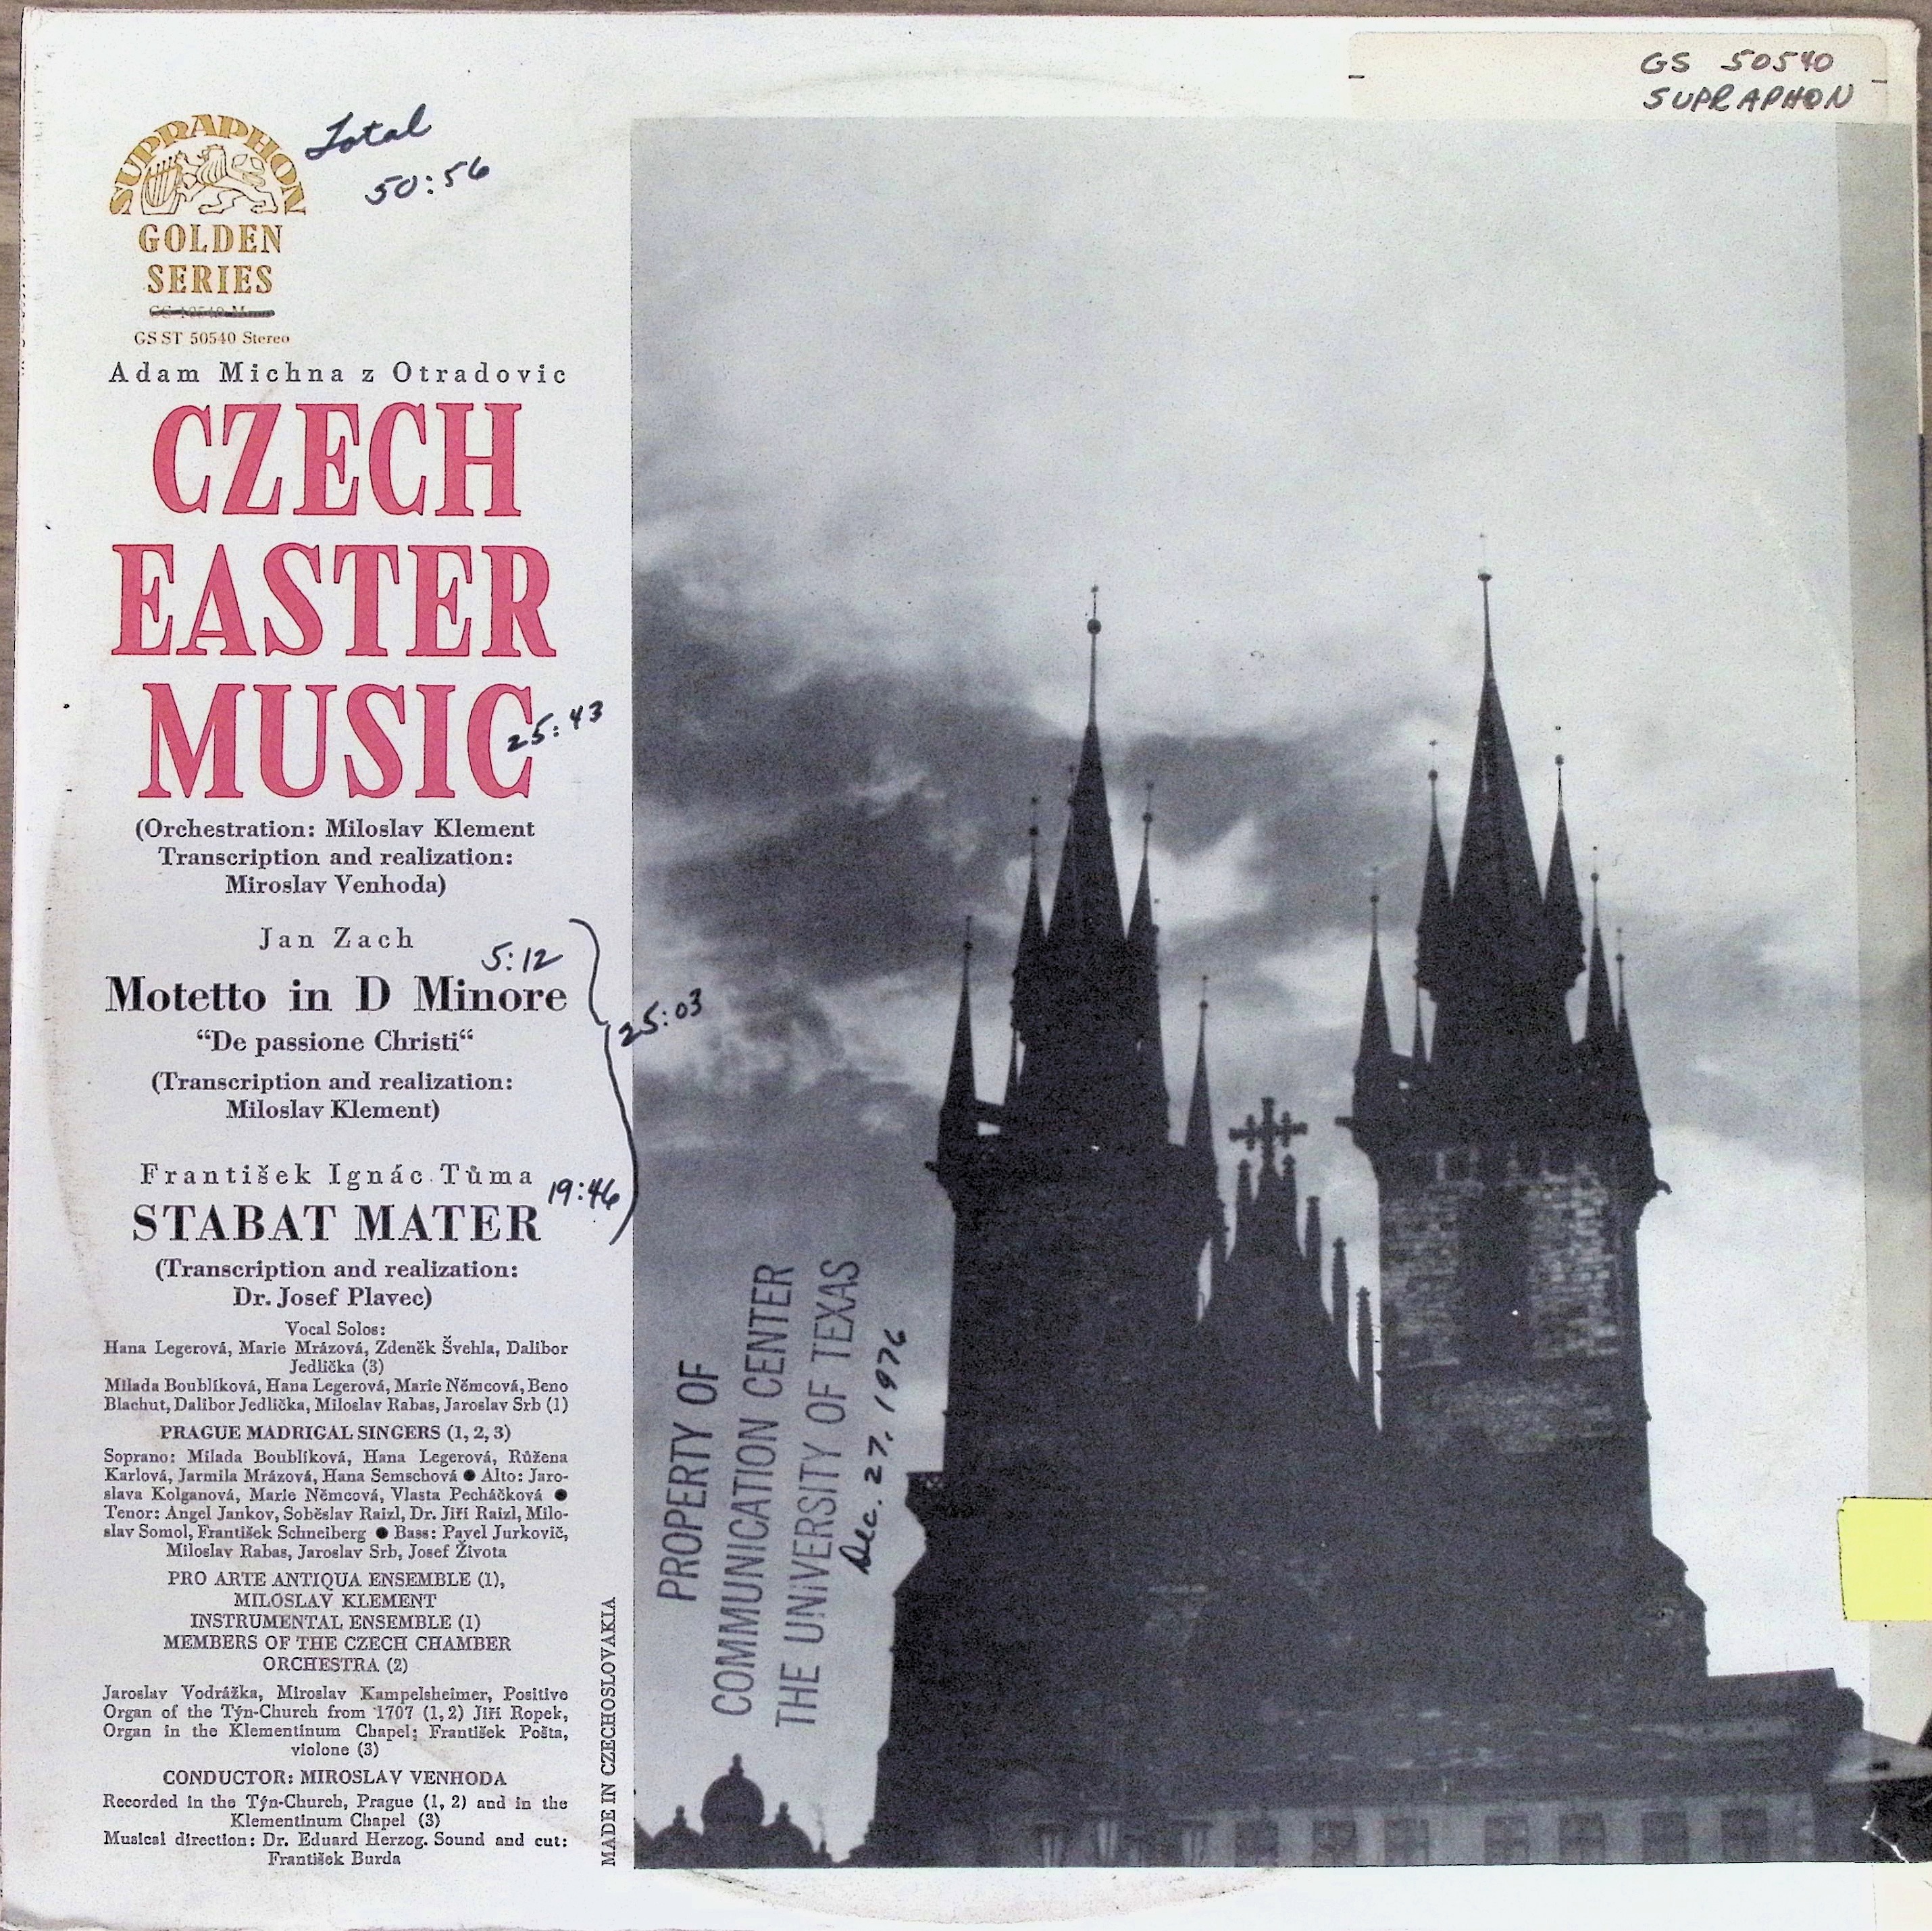 GS 50540
SUPRAPHON
SUPRAPHON
Total
50:56
GOLDEN
SERIES
GS 10540 Mono
GS ST 50540 Stereo
Adam Michna z Otradovic
CZECH
EASTER
MUSIC
25:43
(Orchestration: Miloslav Klement
Transcription and realization:
Miroslav Venhoda)
Jan Zach
5:12
Motetto in D Minore
“De passione Christi“
25:03
(Transcription and realization:
Miloslav Klement)
František Ignác Tůma
19:46
STABAT MATER
(Transcription and realization:
Dr. Josef Plavec)
Vocal Solos:
Hana Legerová, Marie Mrázová, Zdeněk Švehla, Dalibor
Jedlička (3)
Milada Boublíková, Hana Legerová, Marie Němcová, Beno
Blachut, Dalibor Jedlička, Miloslav Rabas, Jaroslav Srb (1)
PRAGUE MADRIGAL SINGERS (1, 2, 3)
Soprano: Milada Boublíková, Hana Legerová, Růžena
Karlová, Jarmila Mrázová, Hana Semschová ● Alto: Jaro-
slava Kolganová, Marie Němcová, Vlasta Pecháčková ●
Tenor: Angel Jankov, Soběslav Raizl, Dr. Jiří Raizl, Milo-
slav Somol, František Schneiberg ● Bass: Pavel Jurkovič,
Miloslav Rabas, Jaroslav Srb, Josef Života
PRO ARTE ANTIQUA ENSEMBLE (1),
MILOSLAV KLEMENT
INSTRUMENTAL ENSEMBLE (1)
MEMBERS OF THE CZECH CHAMBER
ORCHESTRA (2)
Jaroslav Vodrážka, Miroslav Kampelsheimer, Positive
Organ of the Týn-Church from 1707 (1, 2) Jiří Ropek,
Organ in the Klementinum Chapel; František Pošta,
violone (3)
CONDUCTOR: MIROSLAV VENHODA
Recorded in the Týn-Church, Prague (1, 2) and in the
Klementinum Chapel (3)
Musical direction: Dr. Eduard Herzog. Sound and cut:
František Burda
MADE IN CZECHOSLOVAKIA
PROPERTY OF
COMMUNICATION CENTER
THE UNIVERSITY OF TEXAS
Dec. 27, 1976